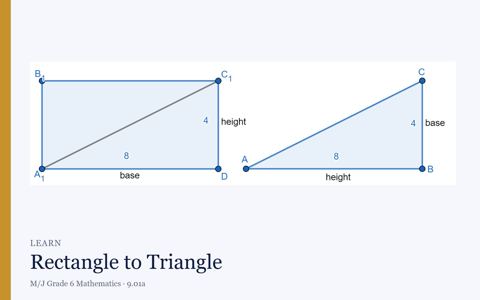 B1
C1
4
height
8
A1
base
D
C
4
base
A
8
B
height
LEARN
Rectangle to Triangle
M/J Grade 6 Mathematics - 9.01a